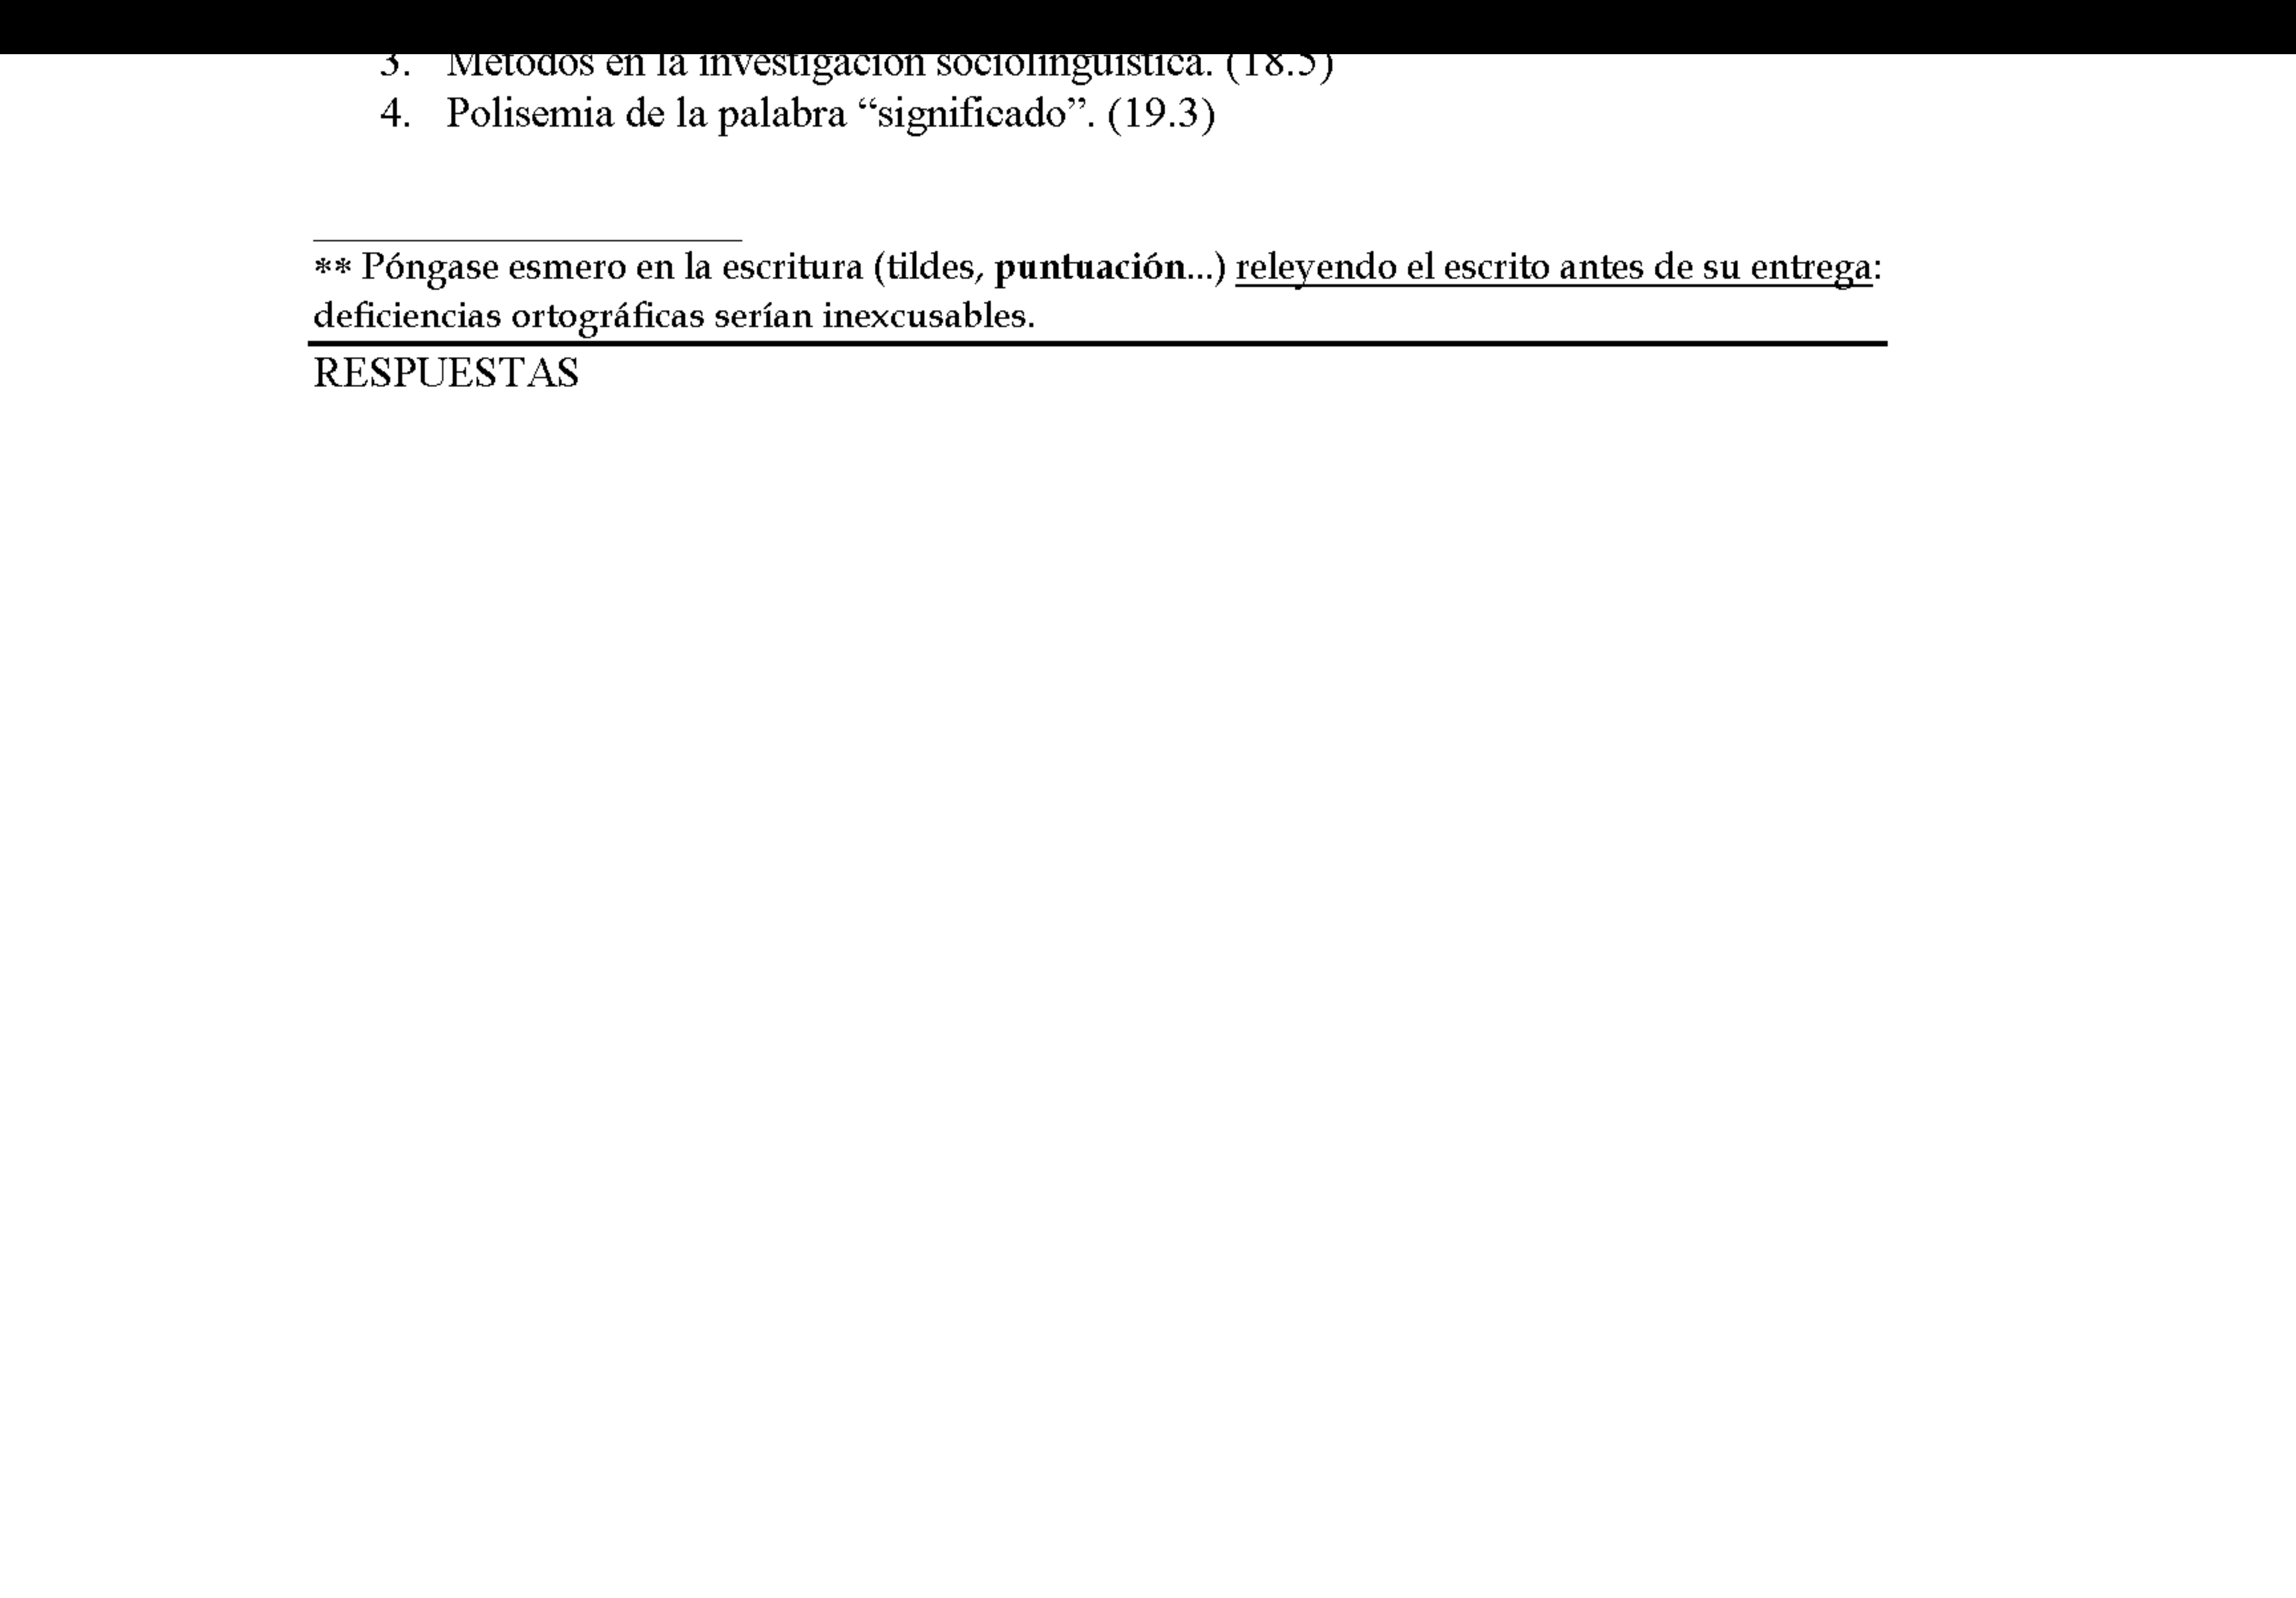 3. Métodos en la investigación sociolingüística. (18.5)
4. Polisemia de la palabra “significado”. (19.3)
** Póngase esmero en la escritura (tildes, puntuación...) releyendo el escrito antes de su entrega:
deficiencias ortográficas serían inexcusables.
RESPUESTAS